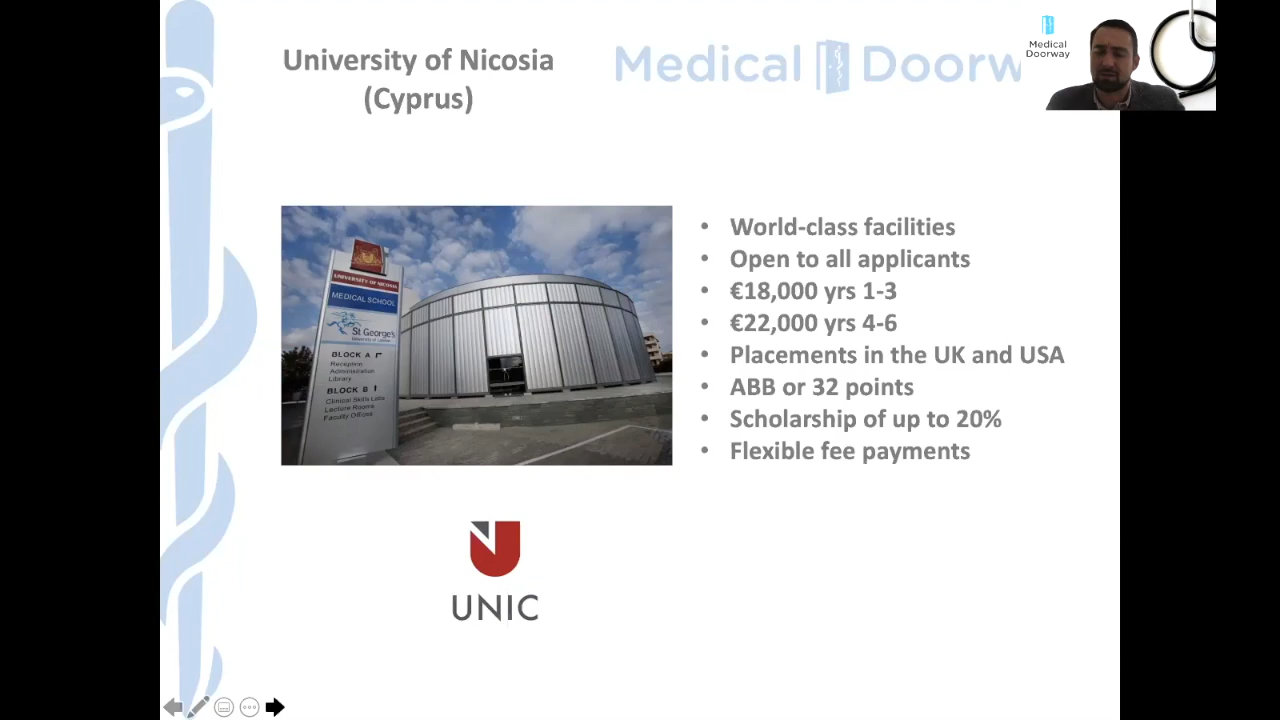 University of Nicosia
(Cyprus)
Medical Doorw
Medical
Doorway
UNIVERSITY OF NICOSIA
MEDICAL SCHOOL
St George's
University of London
BLOCK A
Reception
Administration
Library
BLOCK B
Clinical Skills Labs
Lecture Rooms
Faculty Offices
• World-class facilities
• Open to all applicants
• €18,000 yrs 1-3
• €22,000 yrs 4-6
• Placements in the UK and USA
• ABB or 32 points
• Scholarship of up to 20%
• Flexible fee payments
UNIC